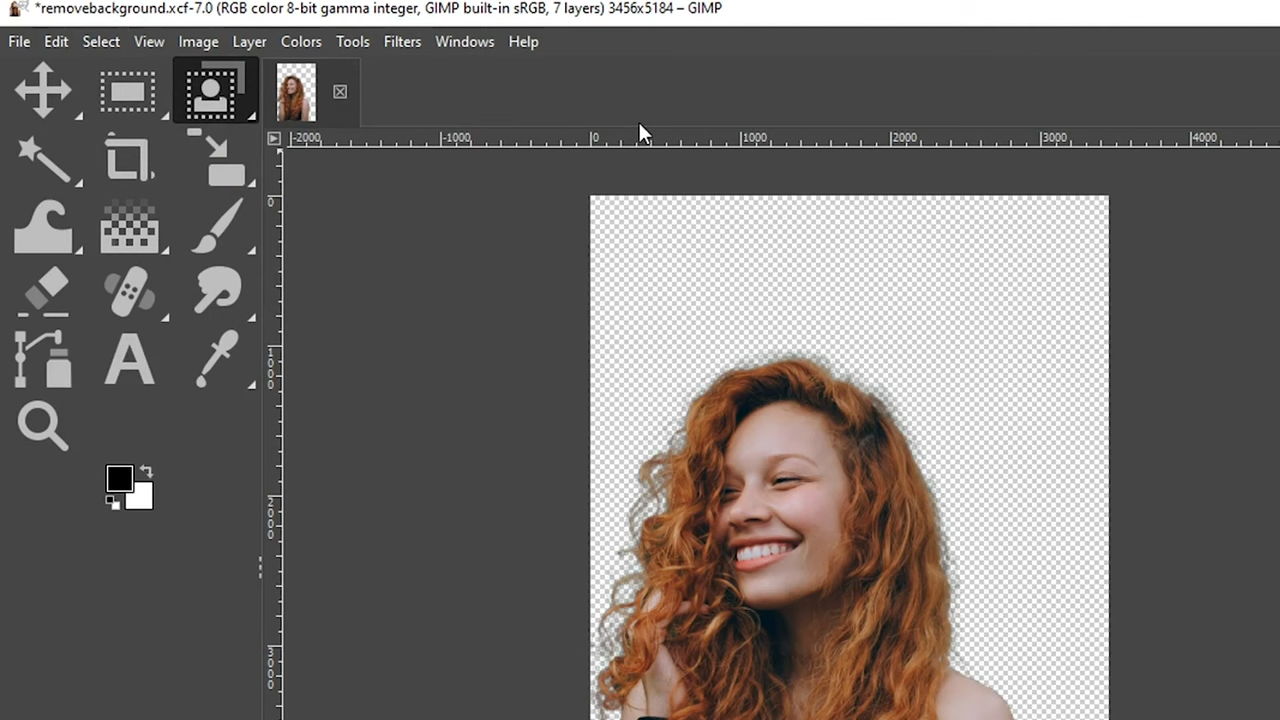 *removebackground.xcf-7.0 (RGB color 8-bit gamma integer, GIMP built-in sRGB, 7 layers) 3456x5184 – GIMP
File Edit Select View Image Layer Colors Tools Filters Windows Help
-2000 -1000 0 1000 2000 3000 4000
0
1000
2000
3000
A